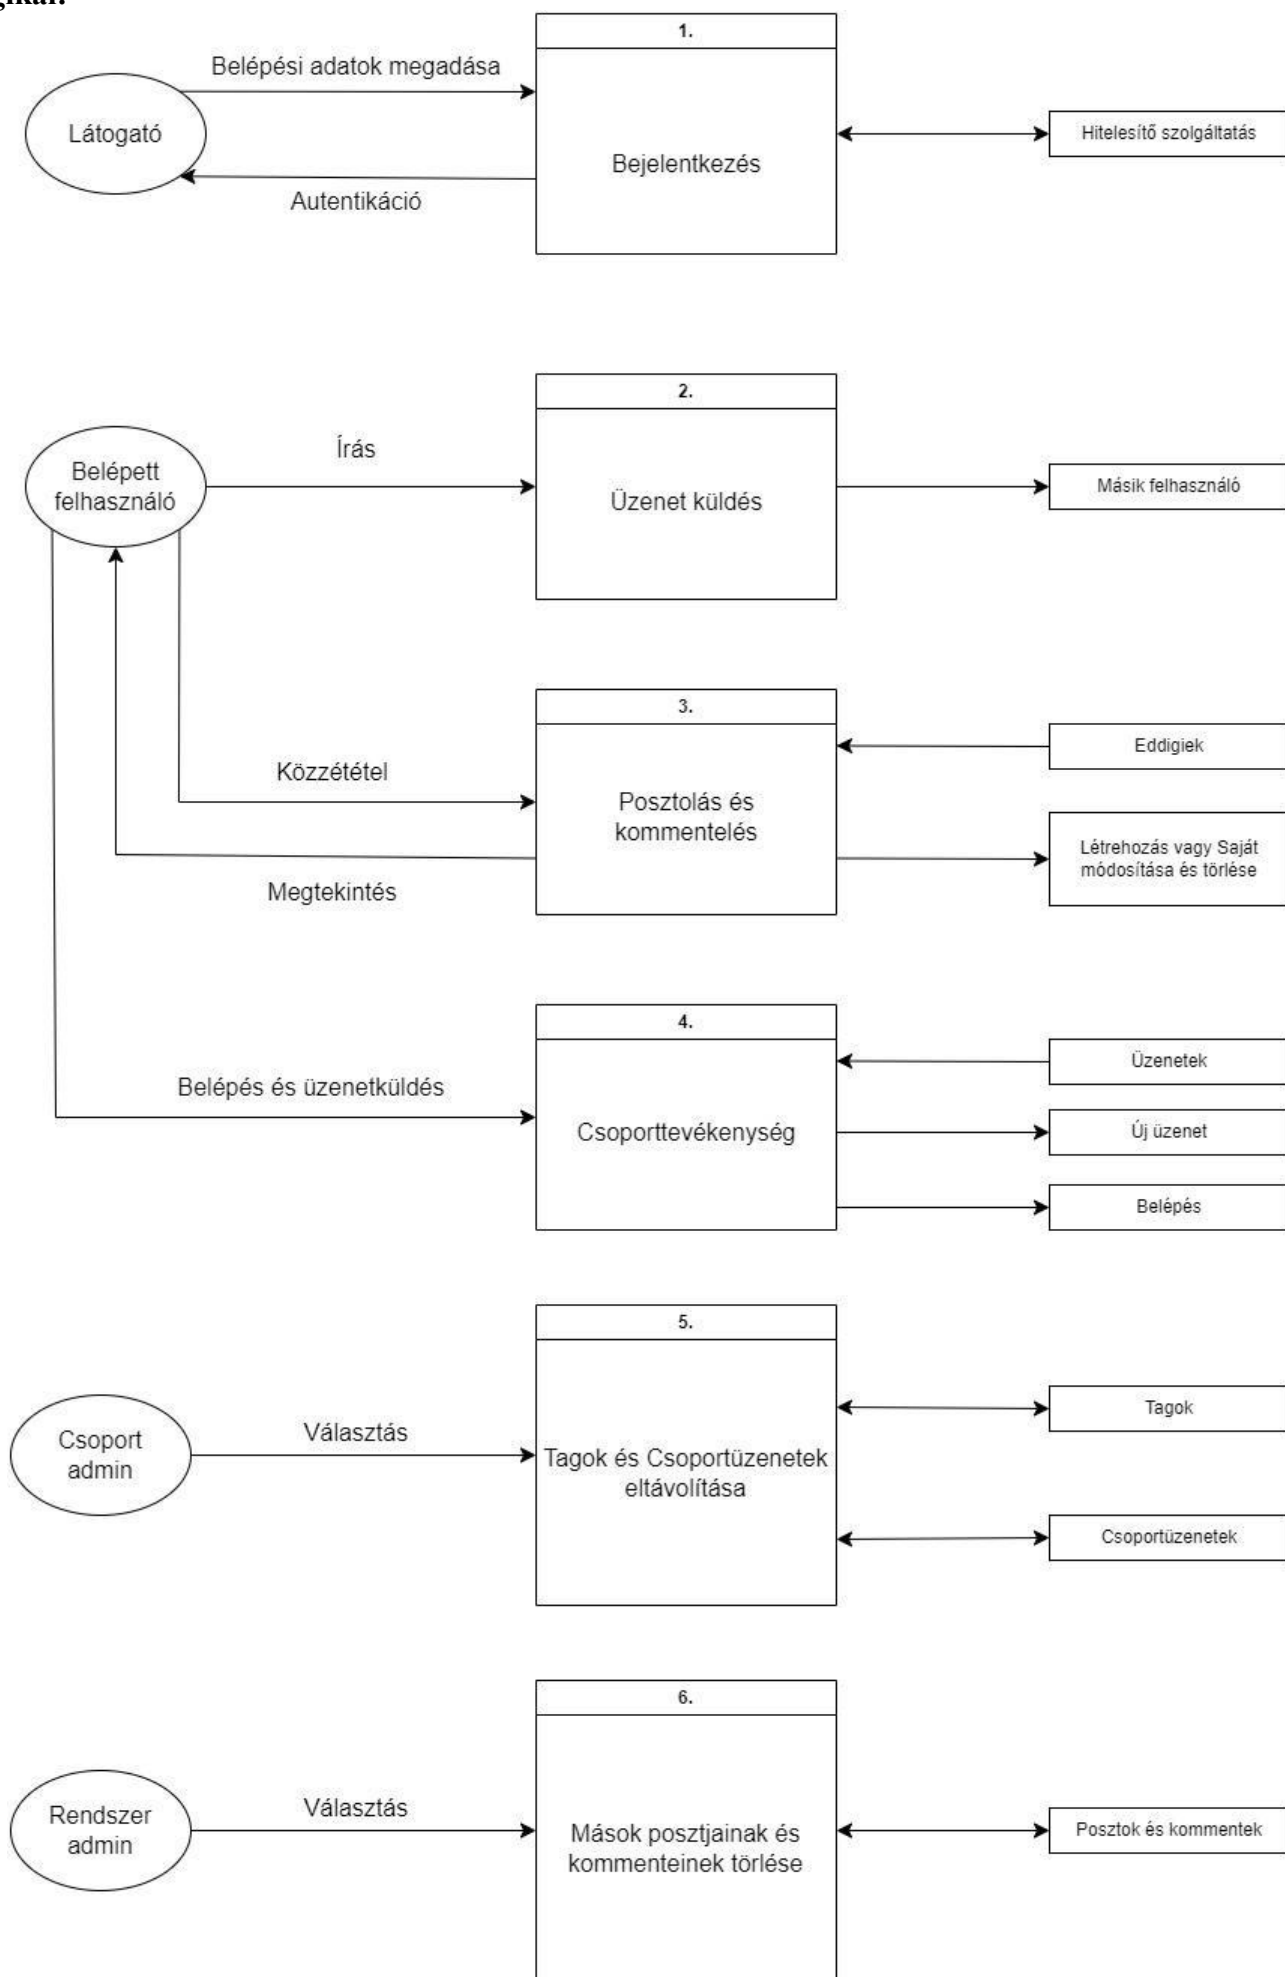 1.
Belépési adatok megadása
Látogató
Hitelesítő szolgáltatás
Bejelentkezés
Autentikáció
2.
Írás
Belépett
felhasználó
Üzenet küldés
Másik felhasználó
3.
Eddigiek
Közzététel
Posztolás és
kommentelés
Létrehozás vagy Saját
módosítása és törlése
Megtekintés
4.
Üzenetek
Belépés és üzenetküldés
Csoporttevékenység
Új üzenet
Belépés
5.
Tagok
Választás
Csoport
admin
Tagok és Csoportüzenetek
eltávolítása
Csoportüzenetek
6.
Választás
Rendszer
admin
Mások posztjainak és
kommenteinek törlése
Posztok és kommentek